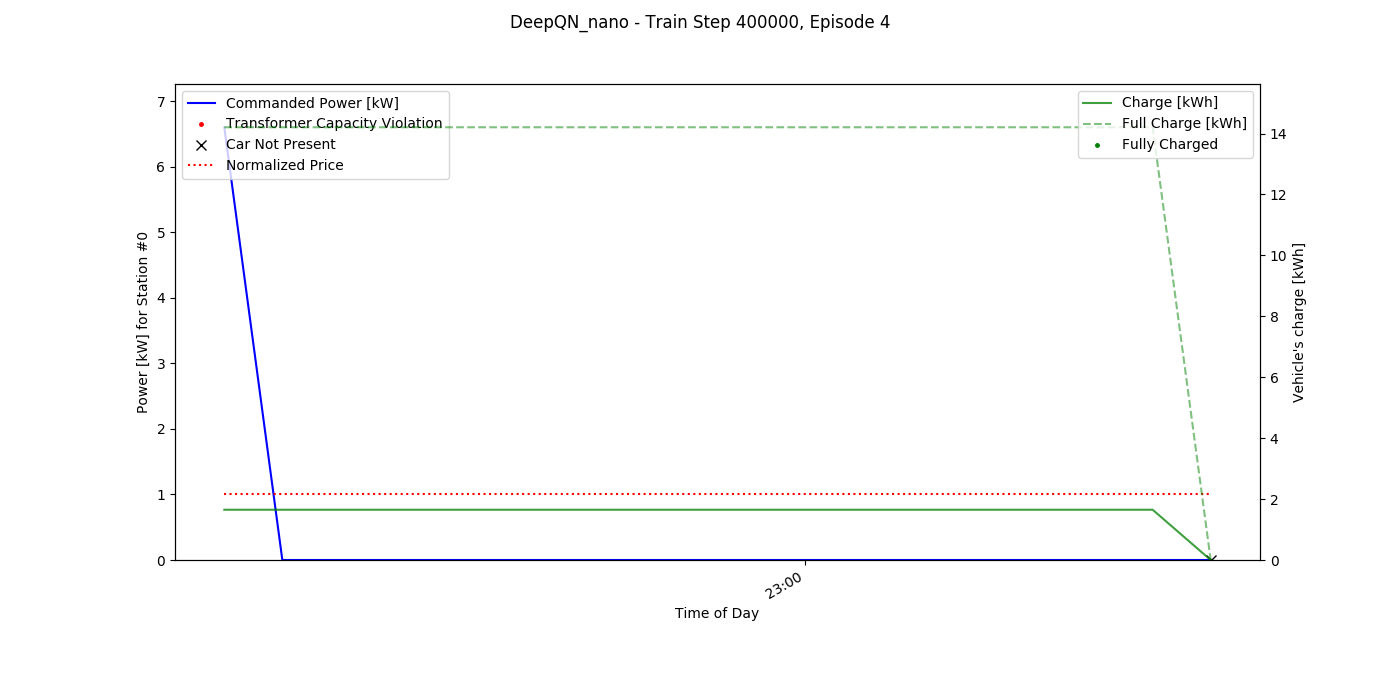 DeepQN_nano - Train Step 400000, Episode 4
Commanded Power [kW]
Transformer Capacity Violation
Car Not Present
Normalized Price
Charge [kWh]
Full Charge [kWh]
Fully Charged
7
6
5
4
3
2
1
0
Power [kW] for Station #0
14
12
10
8
6
4
2
0
Vehicle's charge [kWh]
23:00
Time of Day